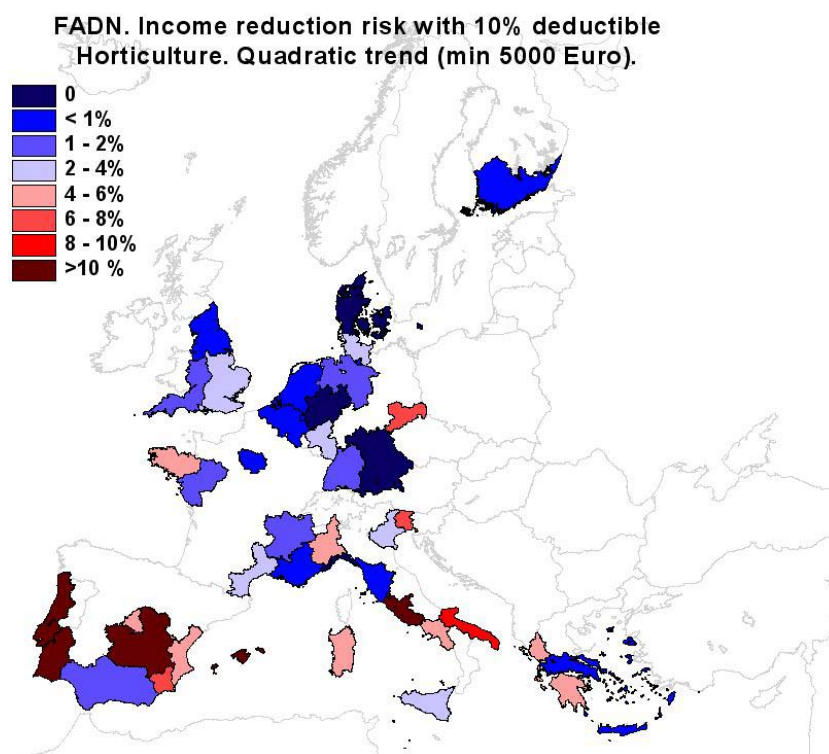 FADN. Income reduction risk with 10% deductible
Horticulture. Quadratic trend (min 5000 Euro).
0
< 1%
1 - 2%
2 - 4%
4 - 6%
6 - 8%
8 - 10%
>10 %